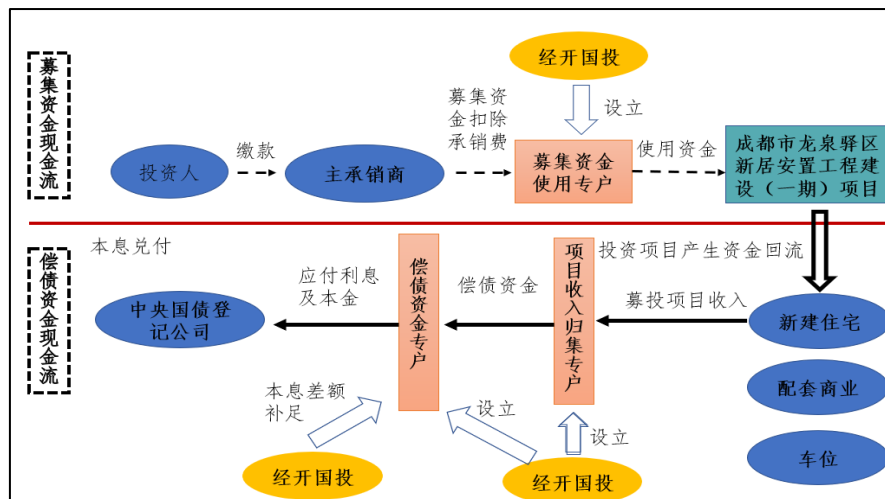 募集资金现金流
经开国投
设立
募集资
金扣除
承销费
缴款
投资人
主承销商
募集资金
使用专户
使用资金
成都市龙泉驿区
新居安置工程建
设（一期）项目
偿债资金现金流
本息兑付
投资项目产生资金回流
应付利息
及本金
偿债资金专户
偿债资金
项目收入归集专户
募投项目收入
中央国债登
记公司
新建住宅
配套商业
车位
本息差额
补足
设立
设立
经开国投
经开国投